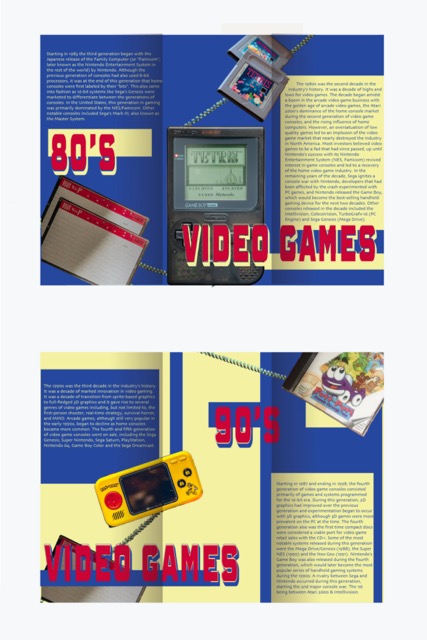 Starting in 1983 the third generation began with the
Japanese release of the Family Computer (or "Famicom";
later known as the Nintendo Entertainment System in
the rest of the world) by Nintendo. Although the
previous generation of consoles had also used 8-bit
processors, it was at the end of this generation that home
consoles were first labeled by their "bits". This also came
into fashion as 16-bit systems like Sega's Genesis were
marketed to differentiate between the generations of
consoles. In the United States, this generation in gaming
was primarily dominated by the NES/Famicom. Other
notable consoles included Sega's Mark III, also known as
the Master System.
80'S
The 1980s was the second decade in the
industry's history. It was a decade of highs and
lows for video games. The decade began amidst
a boom in the arcade video game business with
the golden age of arcade video games, the Atari
2600's dominance of the home console market
during the second generation of video game
consoles, and the rising influence of home
computers. However, an oversatuation of low
quality games led to an implosion of the video
game market that nearly destroyed the industry
in North America. Most investors believed video
games to be a fad that had since passed, up until
Nintendo's success with its Nintendo
Entertainment System (NES, Famicom) revived
interest in game consoles and led to a recovery
of the home video game industry. In the
remaining years of the decade, Sega ignites a
console war with Nintendo, developers that had
been affected by the crash experimented with
PC games, and Nintendo released the Game Boy,
which would become the best-selling handheld
gaming device for the next two decades. Other
consoles released in the decade included the
Intellivision, ColecoVision, TurboGrafx-16 (PC
Engine) and Sega Genesis (Mega Drive).
TETRIS
GAME BOY
VIDEO GAMES
The 1990s was the third decade in the industry's history.
It was a decade of marked innovation in video gaming.
It was a decade of transition from sprite-based graphics
to full-fledged 3D graphics and it gave rise to several
genres of video games including, but not limited to, the
first-person shooter, real-time strategy, survival horror,
and MMO. Arcade games, although still very popular in
the early 1990s, began to decline as home consoles
became more common. The fourth and fifth generation
of video game consoles went on sale, including the Sega
Genesis, Super Nintendo, Sega Saturn, PlayStation,
Nintendo 64, Game Boy Color and the Sega Dreamcast.
90'S
Starting in 1987 and ending in 1996, the fourth
generation of video game consoles consisted
primarily of games and systems programmed
for the 16-bit era. During this generation, 2D
graphics had improved over the previous
generation and experimentation began to occur
with 3D graphics, although 3D games were more
prevalent on the PC at the time. The fourth
generation also was the first time compact discs
were considered a viable port for video game
retail sales with the CD-i. Some of the most
notable systems released during this generation
were the Mega Drive/Genesis (1988), the Super
NES (1990) and the Neo Geo (1991). Nintendo's
Game Boy was also released during the fourth
generation, which would later become the most
popular series of handheld gaming systems
during the 1990s. A rivalry between Sega and
Nintendo occurred during this generation,
starting the
being between Atari 2600 & Intellivision.
VIDEO GAMES